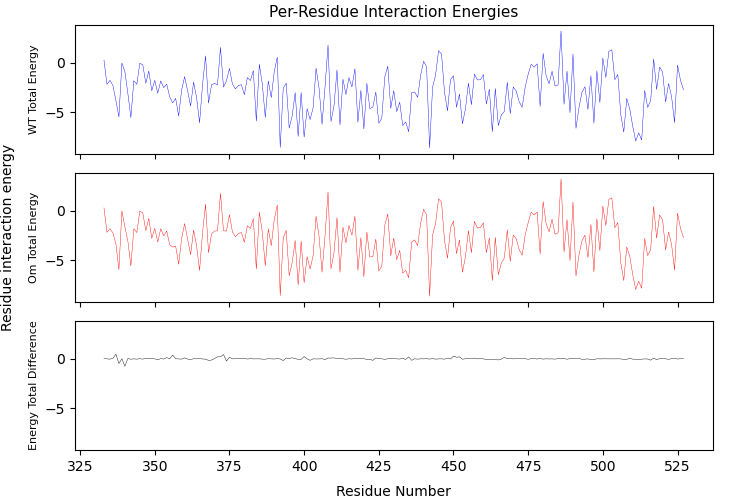 Per-Residue Interaction Energies
Residue interaction energy
WT Total Energy
0
−5
Om Total Energy
0
−5
Energy Total Difference
0
−5
325 350 375 400 425 450 475 500 525
Residue Number